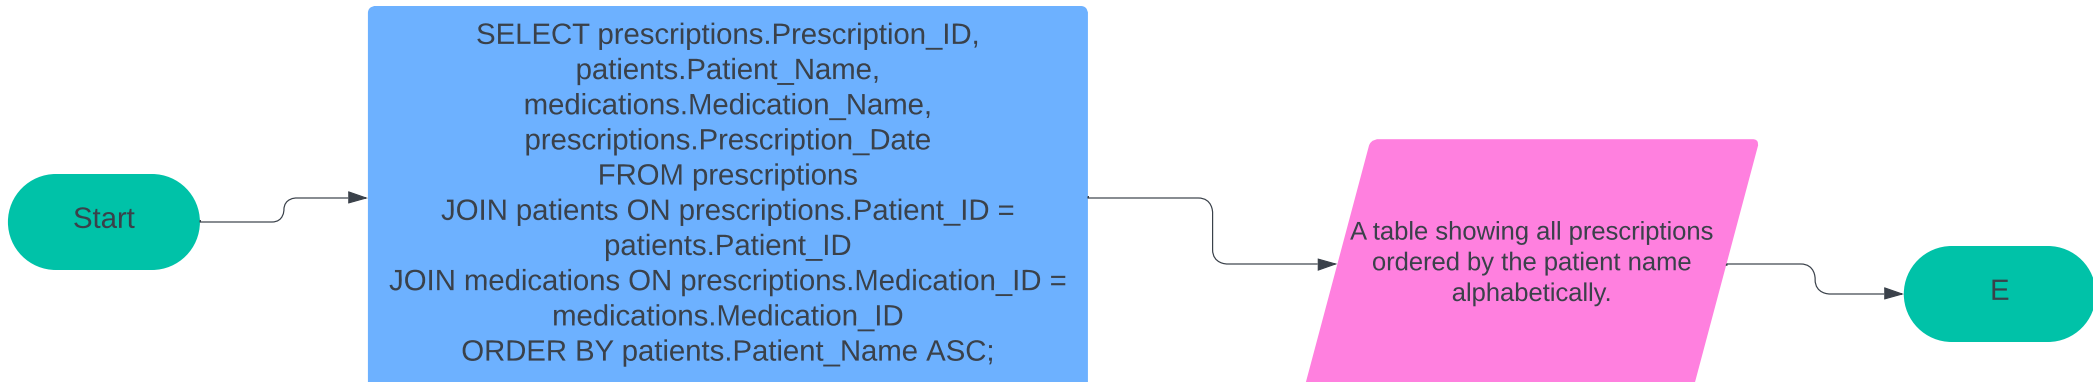 Start
SELECT prescriptions.Prescription_ID,
patients.Patient_Name,
medications.Medication_Name,
prescriptions.Prescription_Date
FROM prescriptions
JOIN patients ON prescriptions.Patient_ID =
patients.Patient_ID
JOIN medications ON prescriptions.Medication_ID =
medications.Medication_ID
ORDER BY patients.Patient_Name ASC;
A table showing all prescriptions
ordered by the patient name
alphabetically.
E